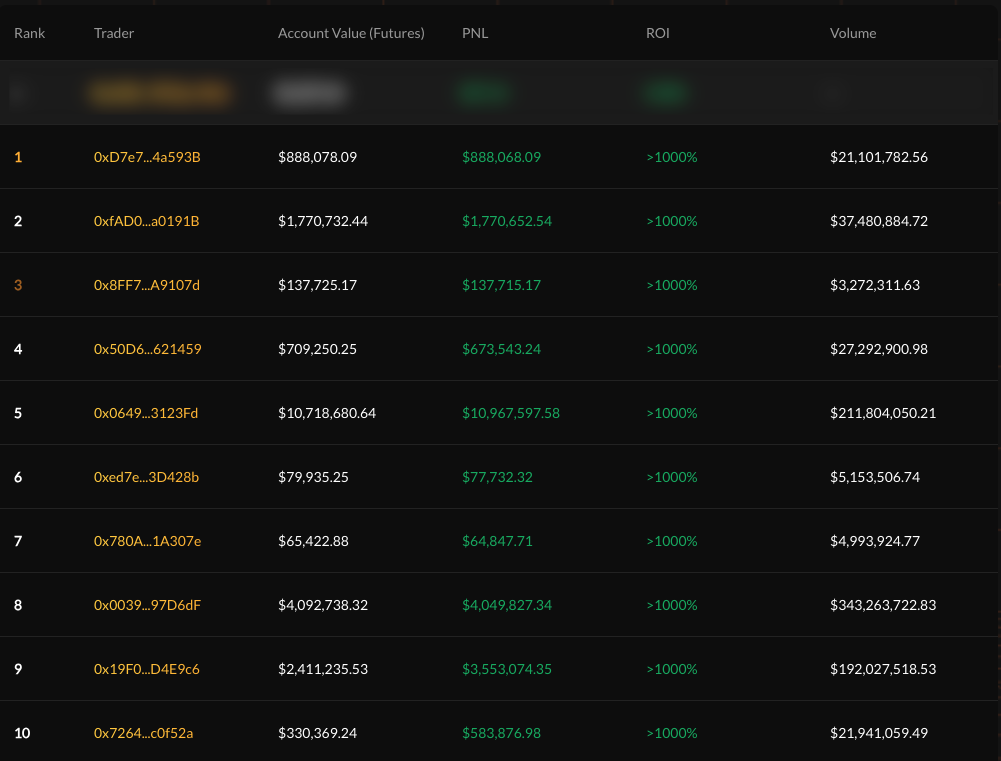 Rank Trader Account Value (Futures) PNL ROI Volume
1 0xD7e7...4a593B $888,078.09 $888,068.09 >1000% $21,101,782.56
2 0xfAD0...a0191B $1,770,732.44 $1,770,652.54 >1000% $37,480,884.72
3 0x8FF7...A9107d $137,725.17 $137,715.17 >1000% $3,272,311.63
4 0x50D6...621459 $709,250.25 $673,543.24 >1000% $27,292,900.98
5 0x0649...3123Fd $10,718,680.64 $10,967,597.58 >1000% $211,804,050.21
6 0xed7e...3D428b $79,935.25 $77,732.32 >1000% $5,153,506.74
7 0x780A...1A307e $65,422.88 $64,847.71 >1000% $4,993,924.77
8 0x0039...97D6dF $4,092,738.32 $4,049,827.34 >1000% $343,263,722.83
9 0x19F0...D4E9c6 $2,411,235.53 $3,553,074.35 >1000% $192,027,518.53
10 0x7264...c0f52a $330,369.24 $583,876.98 >1000% $21,941,059.49